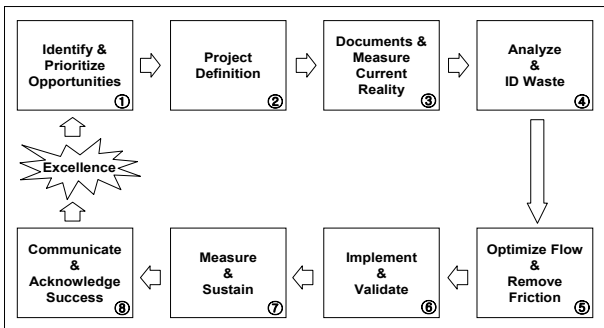 Identify &
Prioritize
Opportunities
①
Project
Definition
②
Documents &
Measure
Current
Reality
③
Analyze
&
ID Waste
④
Optimize Flow
&
Remove
Friction
⑤
Implement
&
Validate
⑥
Measure
&
Sustain
⑦
Communicate
&
Acknowledge
Success
⑧
Excellence